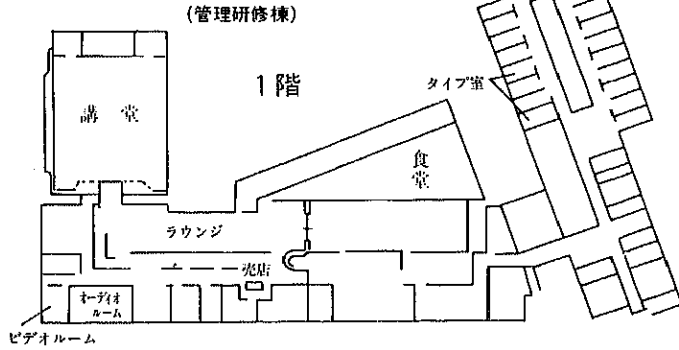 (管理研修棟)
1階
タイプ室
講堂
食堂
ラウンジ
売店
オーディオ
ルーム
ビデオルーム